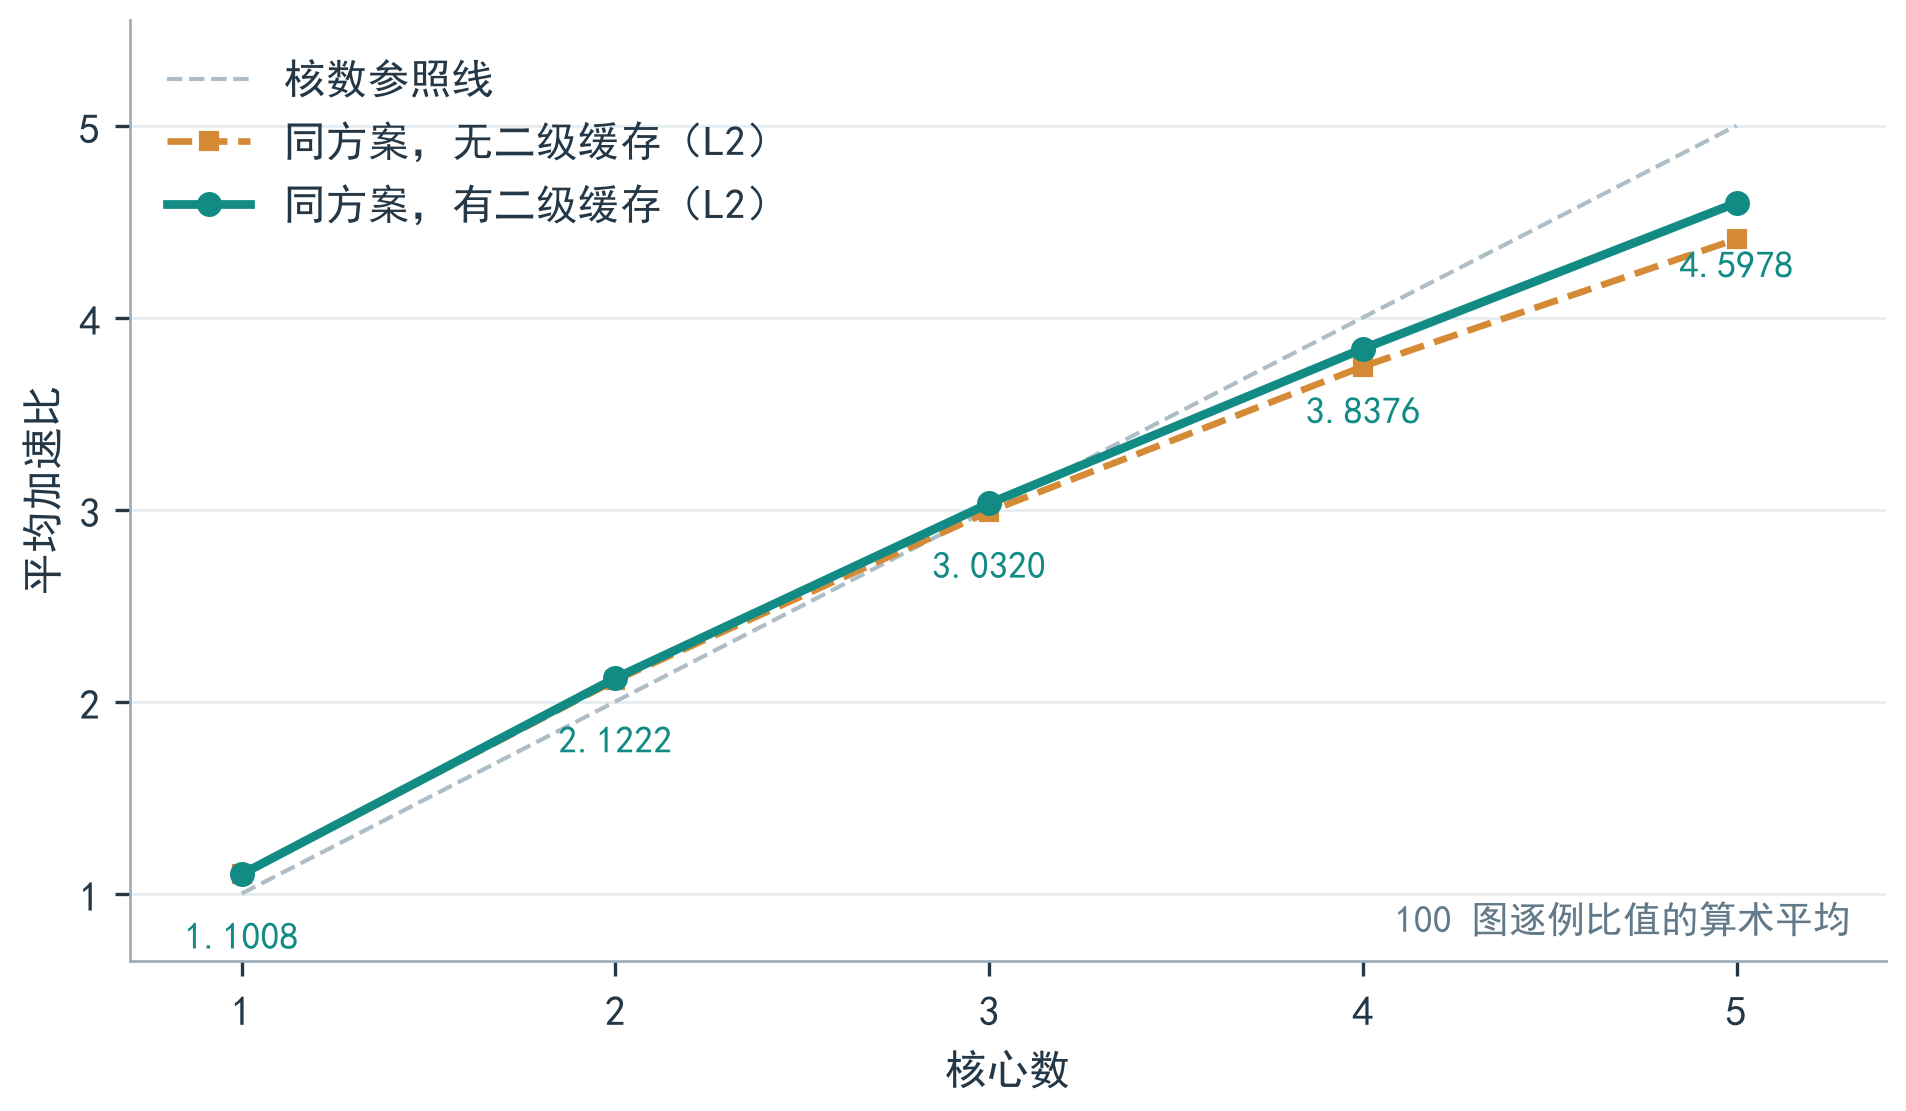 核数参照线
同方案，无二级缓存（L2）
同方案，有二级缓存（L2）
5
4
3
2
1
平均加速比
4.5978
3.8376
3.0320
2.1222
1.1008
100 图逐例比值的算术平均
1 2 3 4 5
核心数